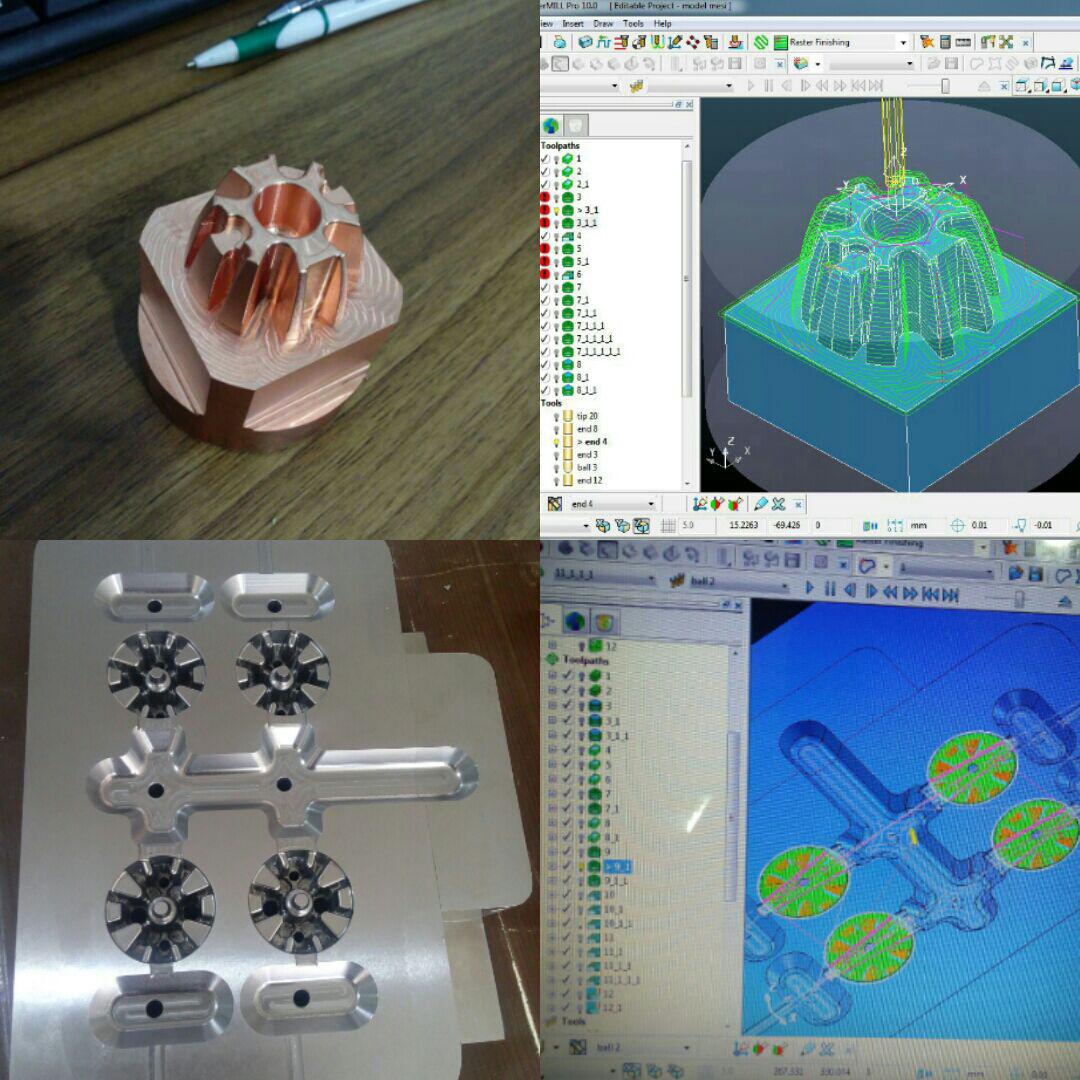 erMILL Pro 10.0 [ Editable Project - model mesi ]
iew Insert Draw Tools Help
Raster Finishing
Toolpaths
1
2
2_1
3
> 3_1
3_1_1
4
5
5_1
6
7
7_1
7_1_1
7_1_1_1
7_1_1_1_1
7_1_1_1_1_1
8
8_1
8_1_1
Tools
tip 20
end 8
> end 4
end 3
ball 3
end 12
Z
Y
X
Z
Y
X
end 4
5.0 15.2263 -69.426 0 mm 0.01 -0.01
11_1_1_1 ball 2
12
Toolpaths
1
2
3
3_1
3_1_1
4
5
6
7
7_1
8
8_1
9
> 9_1
9_1_1
10
10_1
10_1_1
11
11_1
11_1_1
11_1_1_1
12
12_1
Tools
ball 2
267.331 330.014 mm 0.01